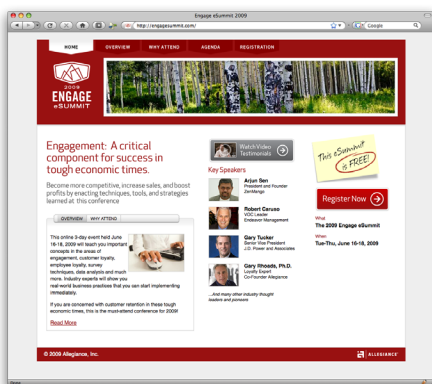 Engage eSummit 2009
http://engagesummit.com/
Google
HOME
OVERVIEW
WHY ATTEND
AGENDA
REGISTRATION
2009
ENGAGE
eSUMMIT
Engagement: A critical
component for success in
tough economic times.
Become more competitive, increase sales, and boost
profits by enacting techniques, tools, and strategies
learned at this conference
OVERVIEW
WHY ATTEND
This online 3-day event held June
16-18, 2009 will teach you important
concepts in the areas of
engagement, customer loyalty,
employee loyalty, survey
techniques, data analysis and much
more. Industry experts will show you
real-world business practices that you can start implementing
immediately.
If you are concerned with customer retention in these tough
economic times, this is the must-attend conference for 2009!
Read More
Watch Video
Testimonials
Key Speakers
Arjun Sen
President and Founder
ZenMango
Robert Caruso
VOC Leader
Endeavor Management
Gary Tucker
Senior Vice President
J.D. Power and Associates
Gary Rhoads, Ph.D.
Loyalty Expert
Co-Founder Allegiance
...And many other industry thought
leaders and pioneers
This eSummit
is FREE!
Register Now
What
The 2009 Engage eSummit
When
Tue-Thu, June 16-18, 2009
© 2009 Allegiance, Inc.
ALLEGIANCE
Done